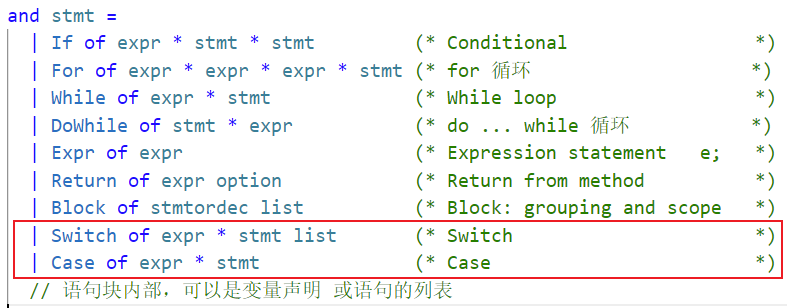 and stmt =
| If of expr * stmt * stmt (* Conditional *)
| For of expr * expr * expr * stmt (* for 循环 *)
| While of expr * stmt (* While loop *)
| DoWhile of stmt * expr (* do ... while 循环 *)
| Expr of expr (* Expression statement e; *)
| Return of expr option (* Return from method *)
| Block of stmtordec list (* Block: grouping and scope *)
| Switch of expr * stmt list (* Switch *)
| Case of expr * stmt (* Case *)
// 语句块内部，可以是变量声明 或语句的列表